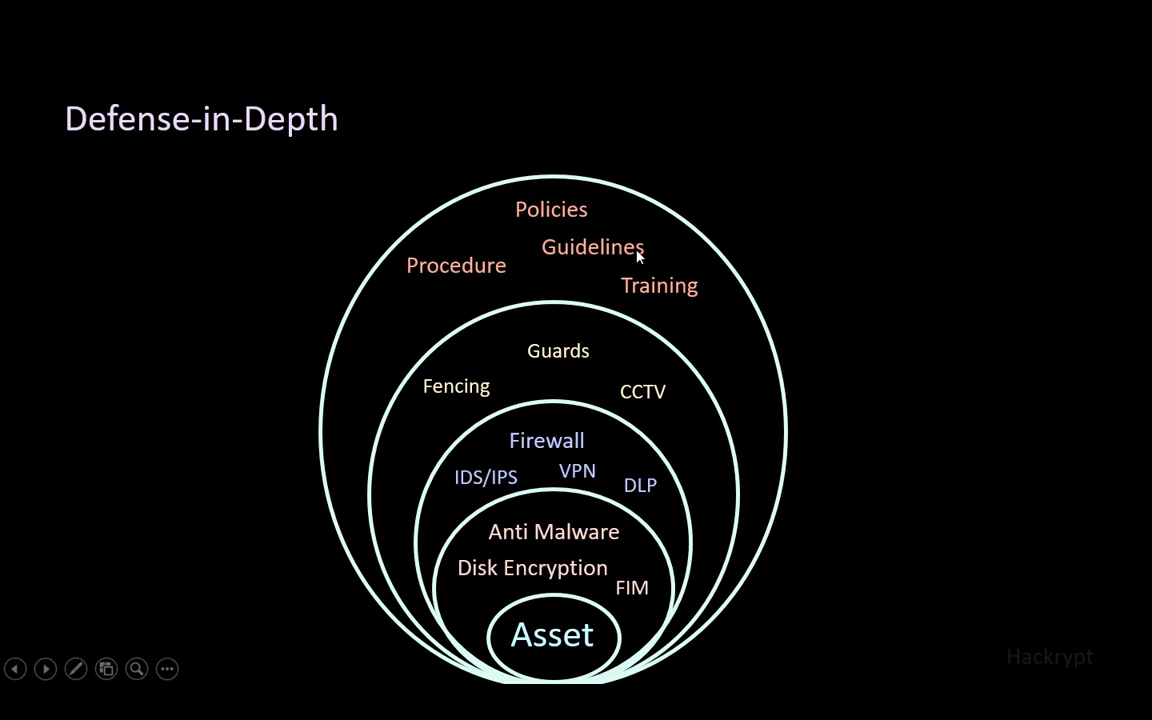 Defense-in-Depth
Policies
Guidelines
Procedure
Training
Guards
Fencing
CCTV
Firewall
IDS/IPS
VPN
DLP
Anti Malware
Disk Encryption
FIM
Asset
Hackrypt